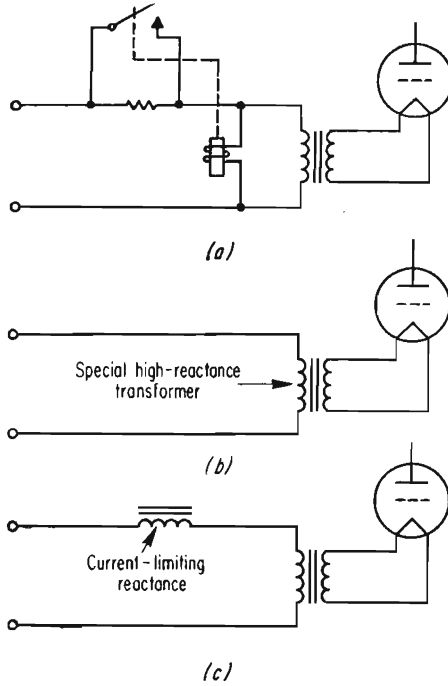 (a)
Special high-reactance
transformer
(b)
Current-limiting
reactance
(c)